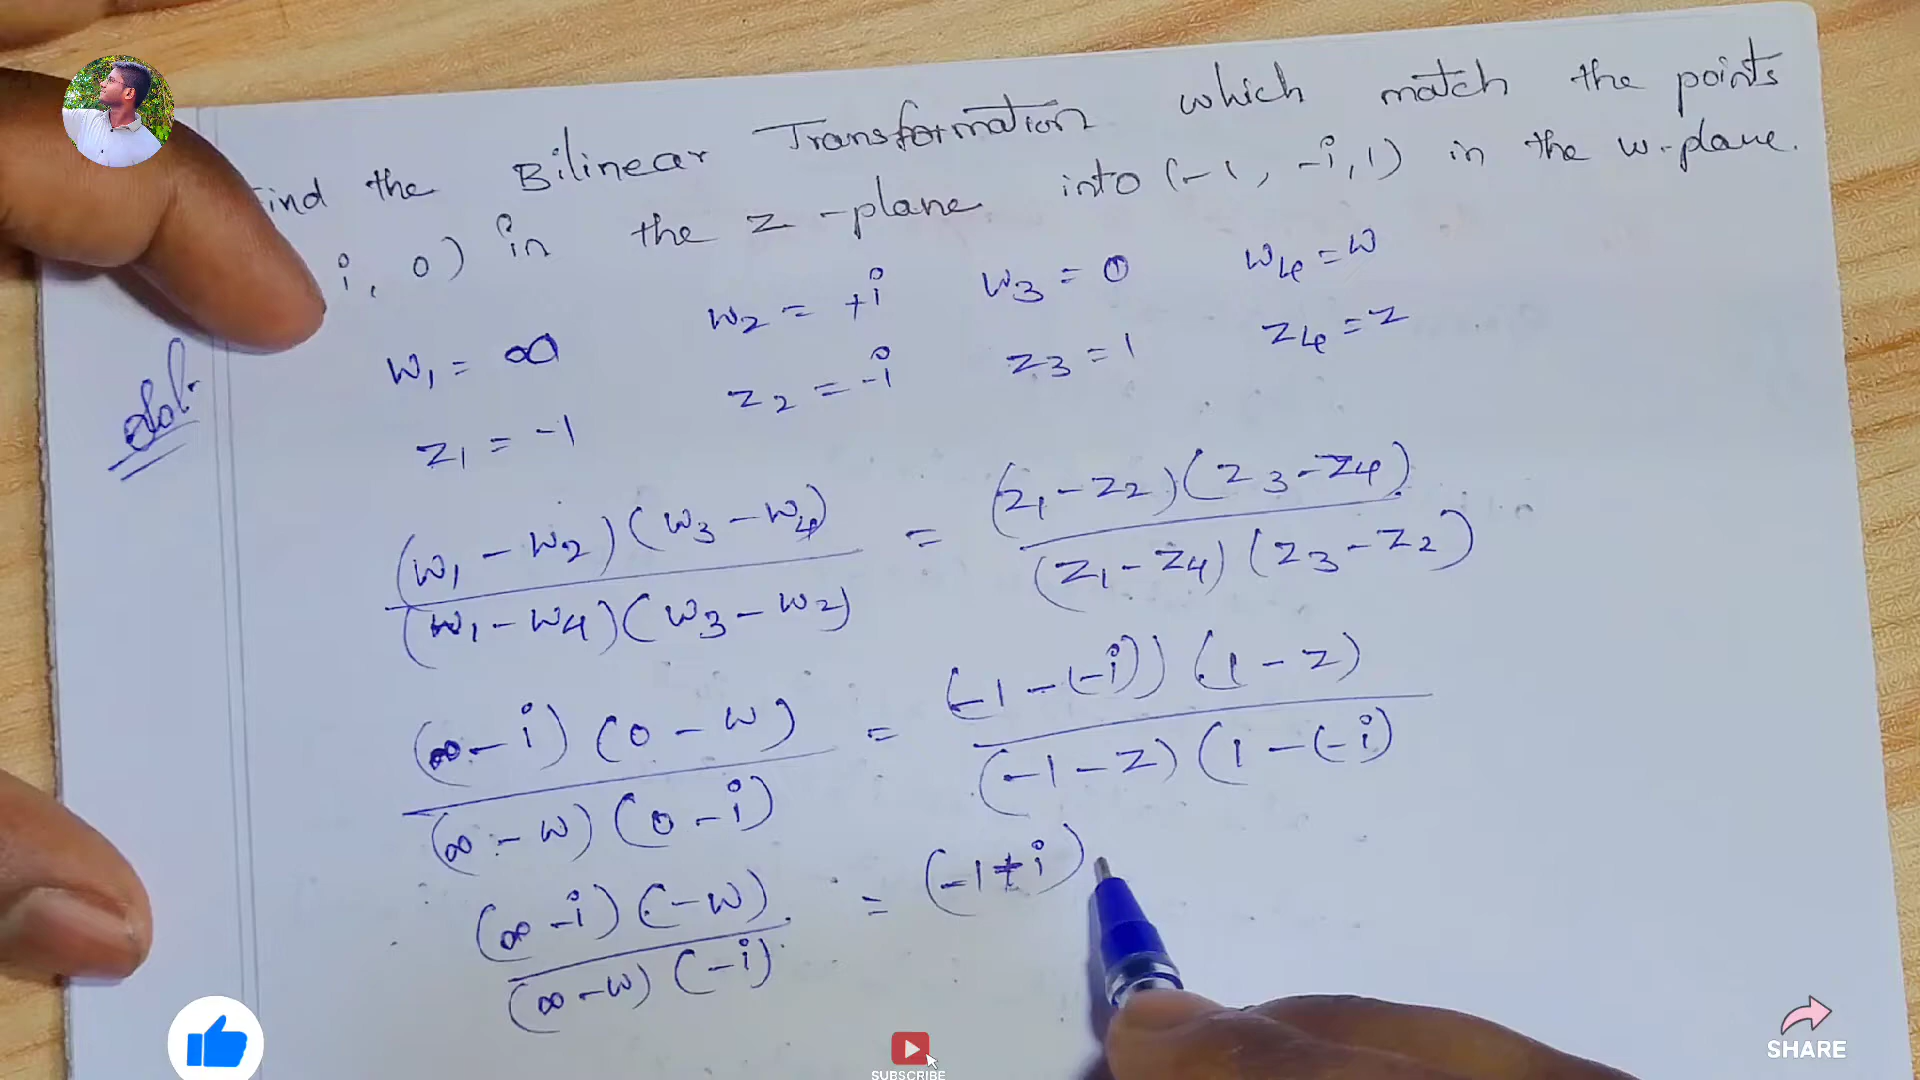 ind the Bilinear Transformation which match the points
i, 0) in the z-plane into (-1, -i, 1) in the w-plane.
Sol.
w₁ = ∞ w₂ = +i w₃ = 0 w₄ = w
z₁ = -1 z₂ = -i z₃ = 1 z₄ = z
(w₁ - w₂)(w₃ - w₄) = (z₁ - z₂)(z₃ - z₄)
(w₁ - w₄)(w₃ - w₂) (z₁ - z₄)(z₃ - z₂)
(∞ - i)(0 - w) = (-1 - (-i))(1 - z)
(∞ - w)(0 - i) (-1 - z)(1 - (-i)
(∞ - i)(-w) = (-1 + i)
(∞ - w)(-i)
SUBSCRIBE
SHARE